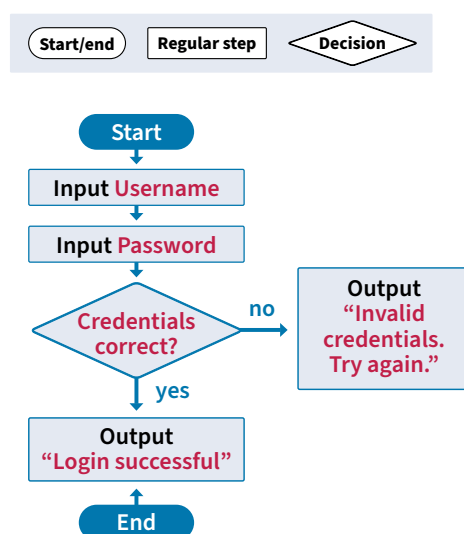 Start/end
Regular step
Decision
Start
Input Username
Input Password
Credentials
correct?
no
Output
“Invalid
credentials.
Try again.”
yes
Output
“Login successful”
End